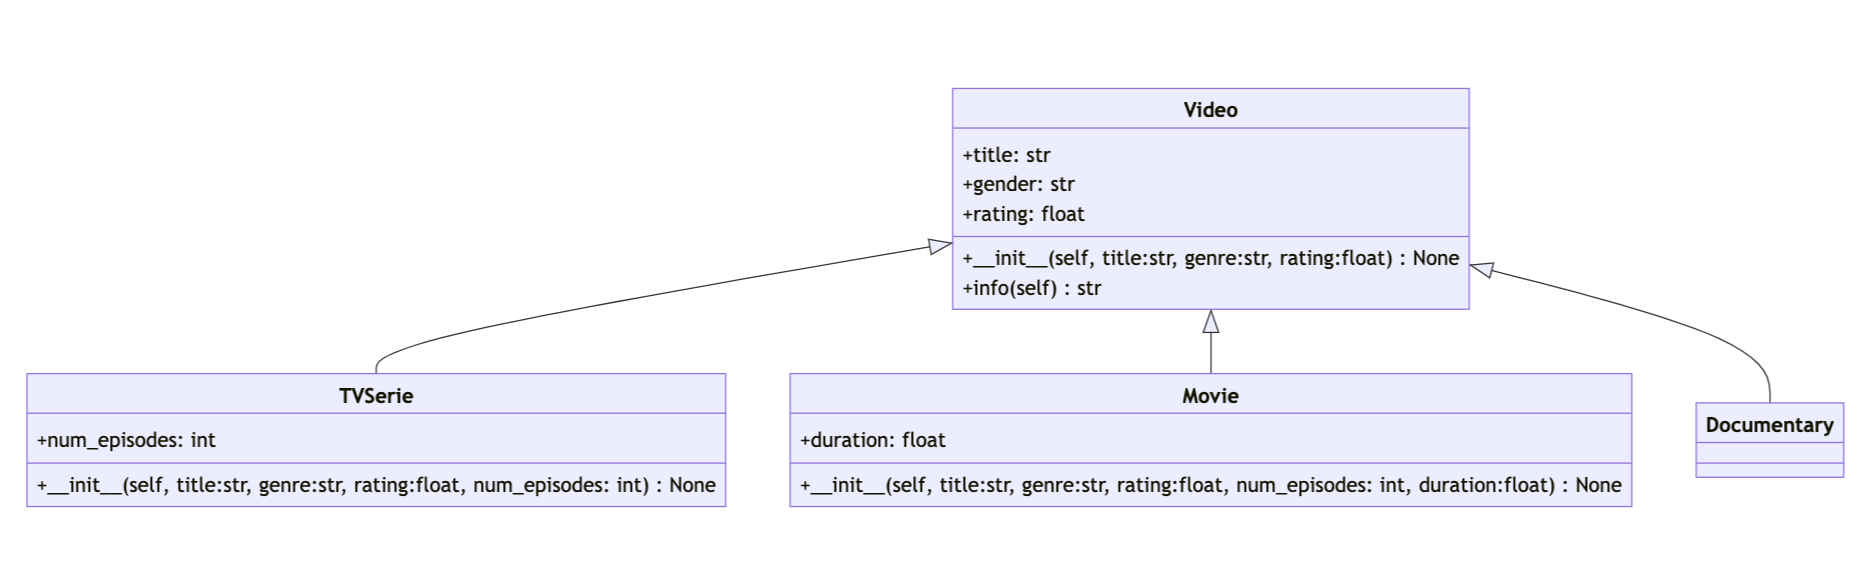 Video
+title: str
+gender: str
+rating: float
+__init__(self, title:str, genre:str, rating:float) : None
+info(self) : str
TVSerie
+num_episodes: int
+__init__(self, title:str, genre:str, rating:float, num_episodes: int) : None
Movie
+duration: float
+__init__(self, title:str, genre:str, rating:float, num_episodes: int, duration:float) : None
Documentary